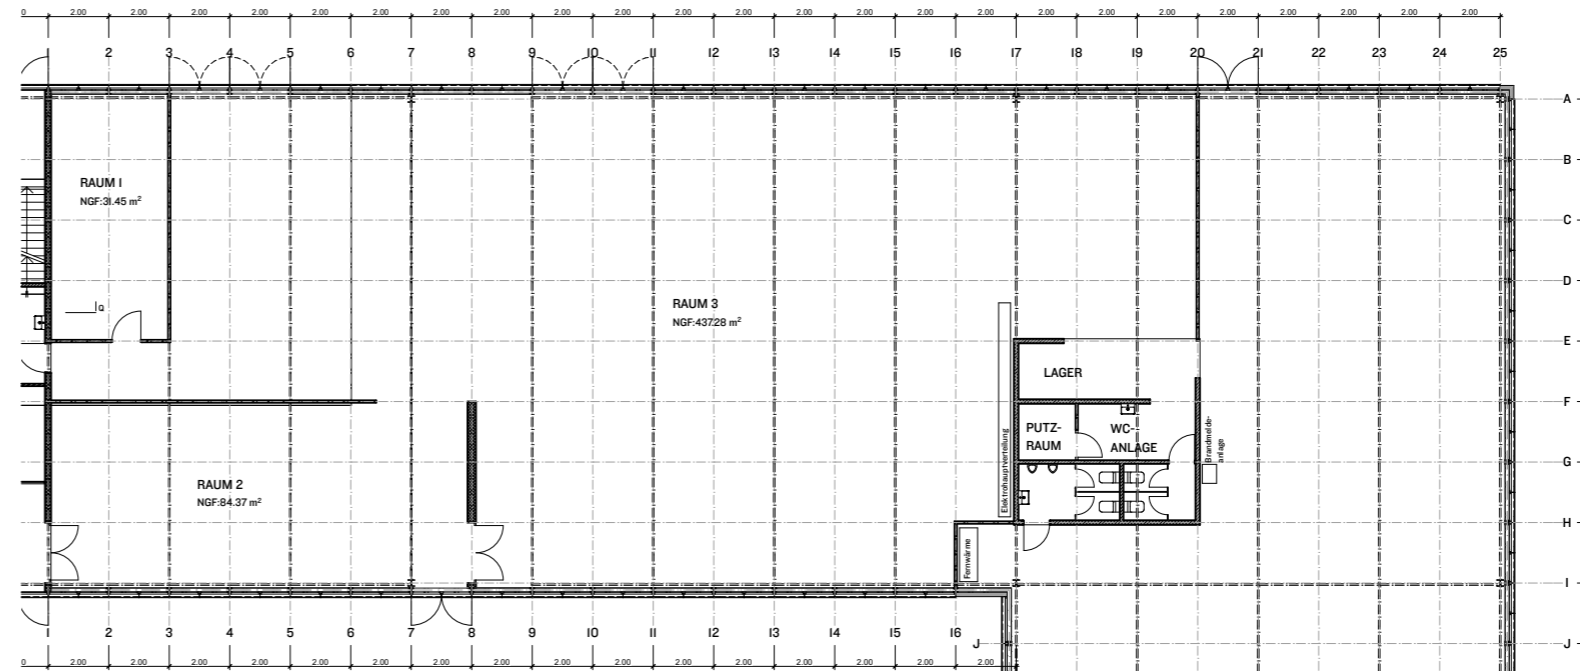 0 2.00 2.00 2.00 2.00 2.00 2.00 2.00 2.00 2.00 2.00 2.00 2.00 2.00 2.00 2.00 2.00 2.00 2.00 2.00 2.00 2.00 2.00 2.00 2.00
1 2 3 4 5 6 7 8 9 10 11 12 13 14 15 16 17 18 19 20 21 22 23 24 25
A
B
RAUM 1
NGF:31.45 m²
C
D
RAUM 3
NGF:437.28 m²
E
LAGER
F
PUTZ-
RAUM
WC-
ANLAGE
Elektrohauptverteilung
Brandmelde-
anlage
G
RAUM 2
NGF:84.37 m²
H
Fernwärme
I
1 2 3 4 5 6 7 8 9 10 11 12 13 14 15 16
J J
0 2.00 2.00 2.00 2.00 2.00 2.00 2.00 2.00 2.00 2.00 2.00 2.00 2.00 2.00 2.00 2.00